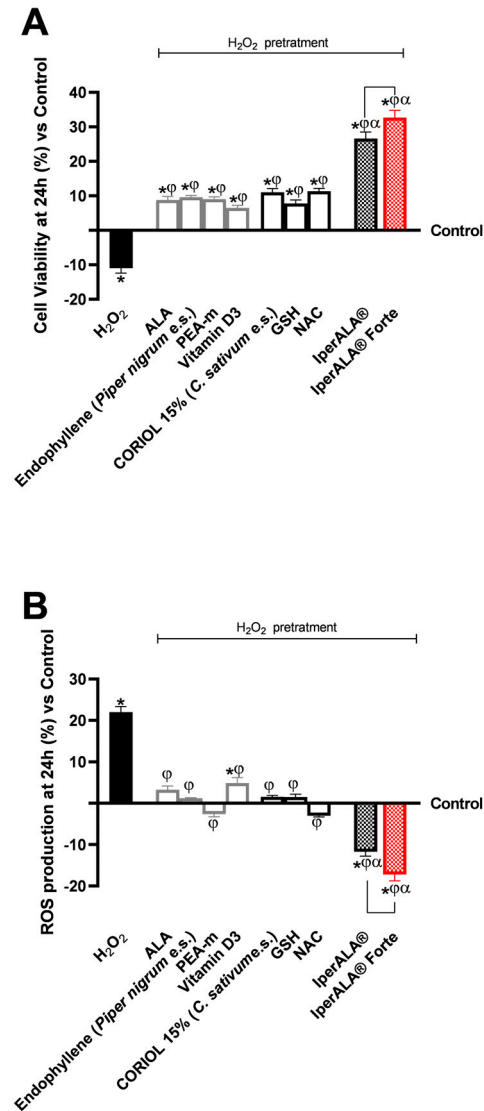 A
H₂O₂ pretratment
Cell Viability at 24h (%) vs Control
40
30
20
10
-10
-20
*
*φ
*φ
*φ
*φ
*φ
*φ
*φ
*φα
*φα
Control
H₂O₂
ALA
Endophyllene (Piper nigrum e.s.)
PEA-m
Vitamin D3
CORIOL 15% (C. sativum e.s.)
GSH
NAC
IperALA®
IperALA® Forte
B
H₂O₂ pretratment
ROS production at 24h (%) vs Control
30
20
10
-10
-20
*
φ
φ
φ
*φ
φ
φ
φ
*φα
*φα
Control
H₂O₂
ALA
Endophyllene (Piper nigrum e.s.)
PEA-m
Vitamin D3
CORIOL 15% (C. sativum e.s.)
GSH
NAC
IperALA®
IperALA® Forte